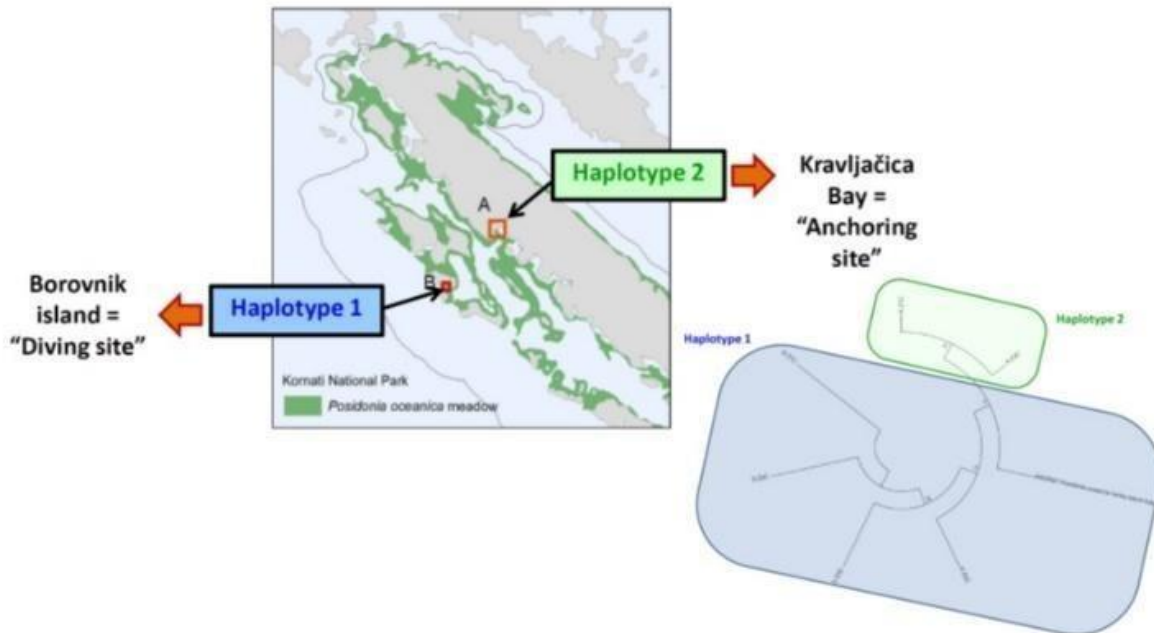 Haplotype 2
Kravljačica
Bay =
“Anchoring
site”
A
B
Borovnik
island =
“Diving site”
Haplotype 1
Kornati National Park
Posidonia oceanica meadow
Haplotype 1
Haplotype 2